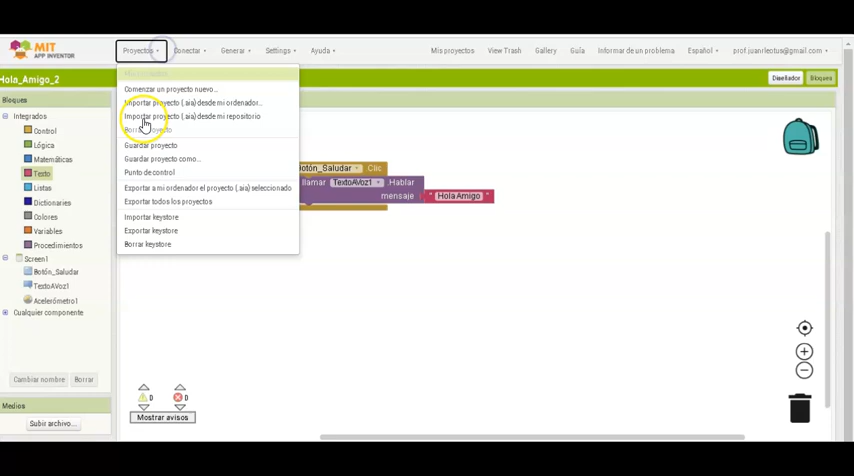 MIT
APP INVENTOR
Proyectos
Conectar
Generar
Settings
Ayuda
Mis proyectos
View Trash
Gallery
Guía
Informar de un problema
Español
prof.juanrleotus@gmail.com
Hola_Amigo_2
Diseñador
Bloques
Bloques
Integrados
Control
Lógica
Matemáticas
Texto
Listas
Dictionaries
Colores
Variables
Procedimientos
Screen1
Botón_Saludar
TextoAVoz1
Acelerómetro1
Cualquier componente
Cambiar nombre
Borrar
Medios
Subir archivo...
Comenzar un proyecto nuevo...
Importar proyecto (.aia) desde mi ordenador...
Importar proyecto (.aia) desde mi repositorio
Borrar proyecto
Guardar proyecto
Guardar proyecto como...
Punto de control
Exportar a mi ordenador el proyecto (.aia) seleccionado
Exportar todos los proyectos
Importar keystore
Exportar keystore
Borrar keystore
Botón_Saludar .Clic
llamar TextoAVoz1 .Hablar
mensaje " Hola Amigo "
0 0
Mostrar avisos